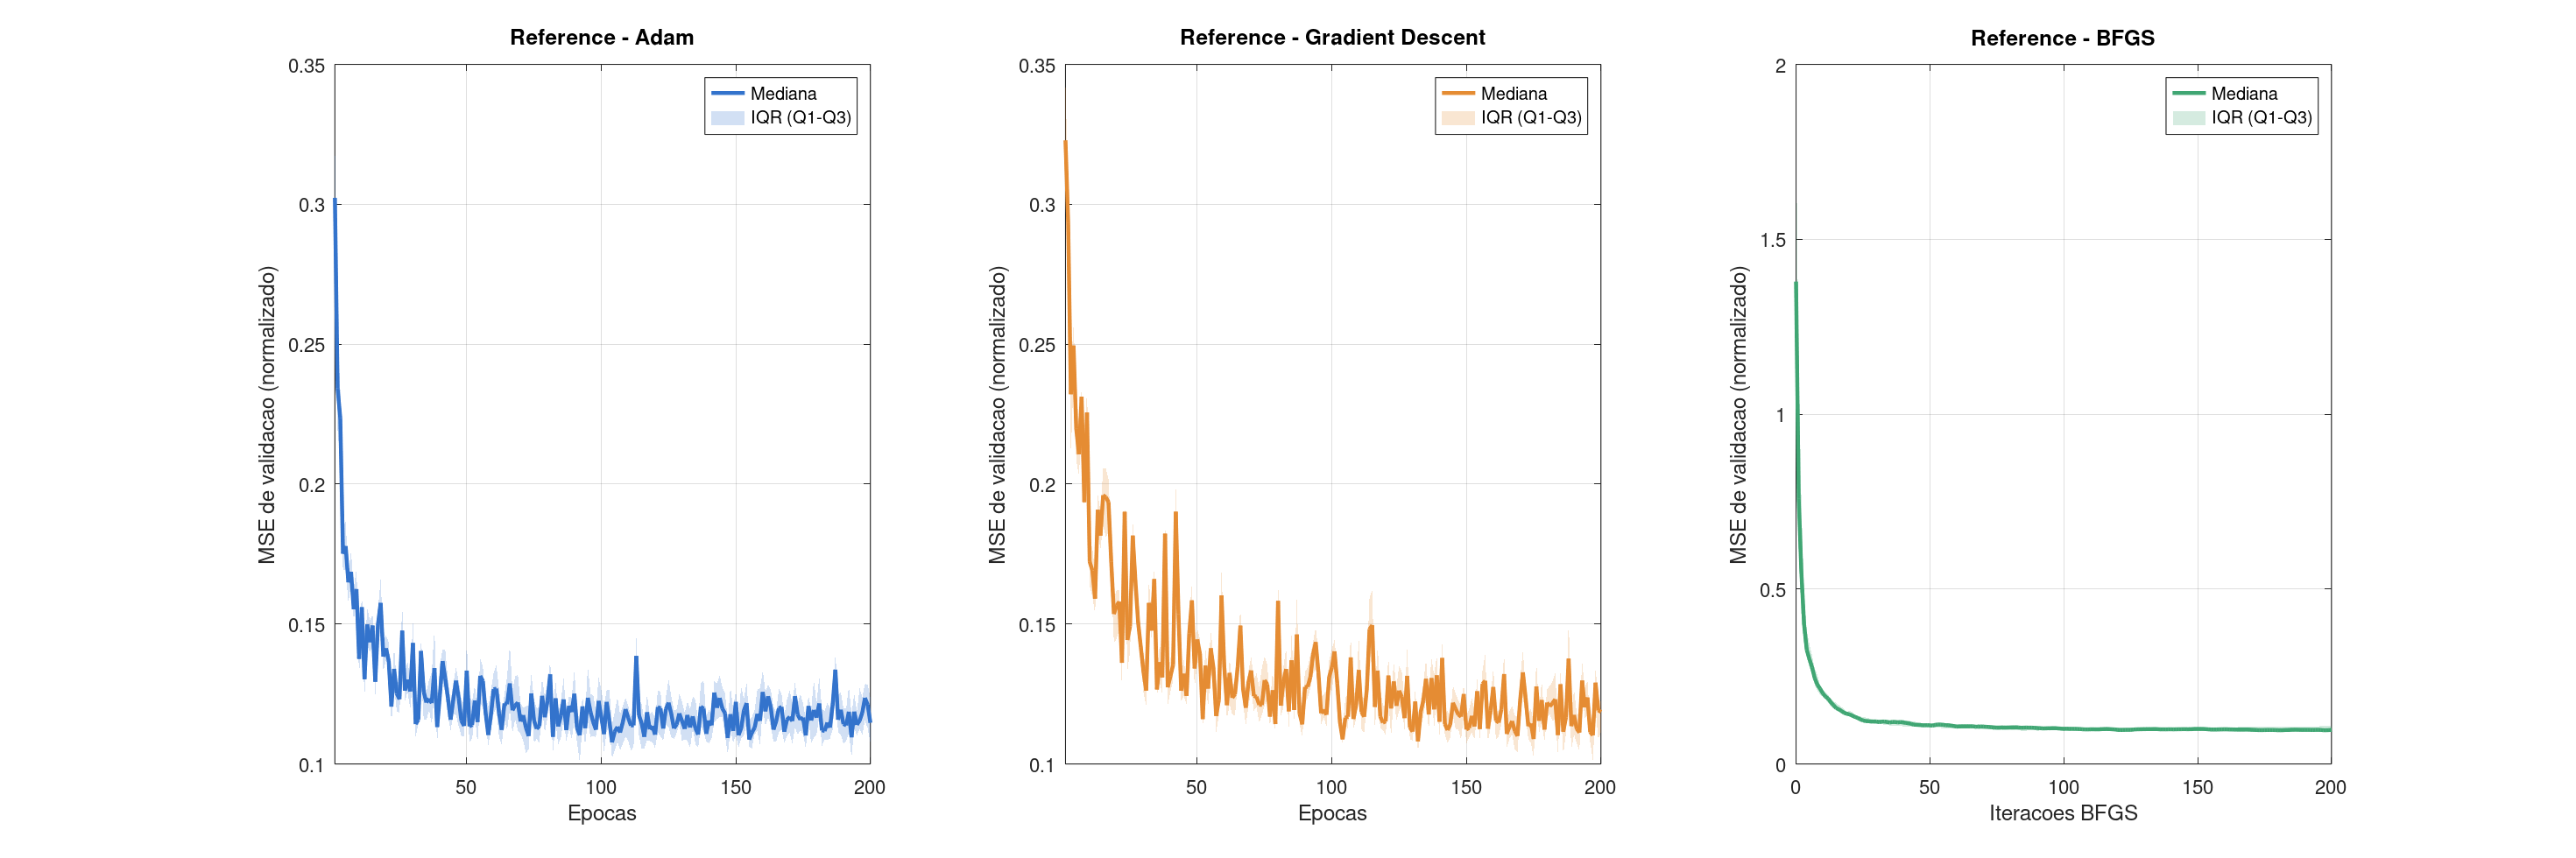 Reference - Adam
0.35
0.3
0.25
0.2
0.15
0.1
MSE de validacao (normalizado)
Mediana
IQR (Q1-Q3)
50
100
150
200
Epocas
Reference - Gradient Descent
0.35
0.3
0.25
0.2
0.15
0.1
MSE de validacao (normalizado)
Mediana
IQR (Q1-Q3)
50
100
150
200
Epocas
Reference - BFGS
2
1.5
1
0.5
0
MSE de validacao (normalizado)
Mediana
IQR (Q1-Q3)
0
50
100
150
200
Iteracoes BFGS